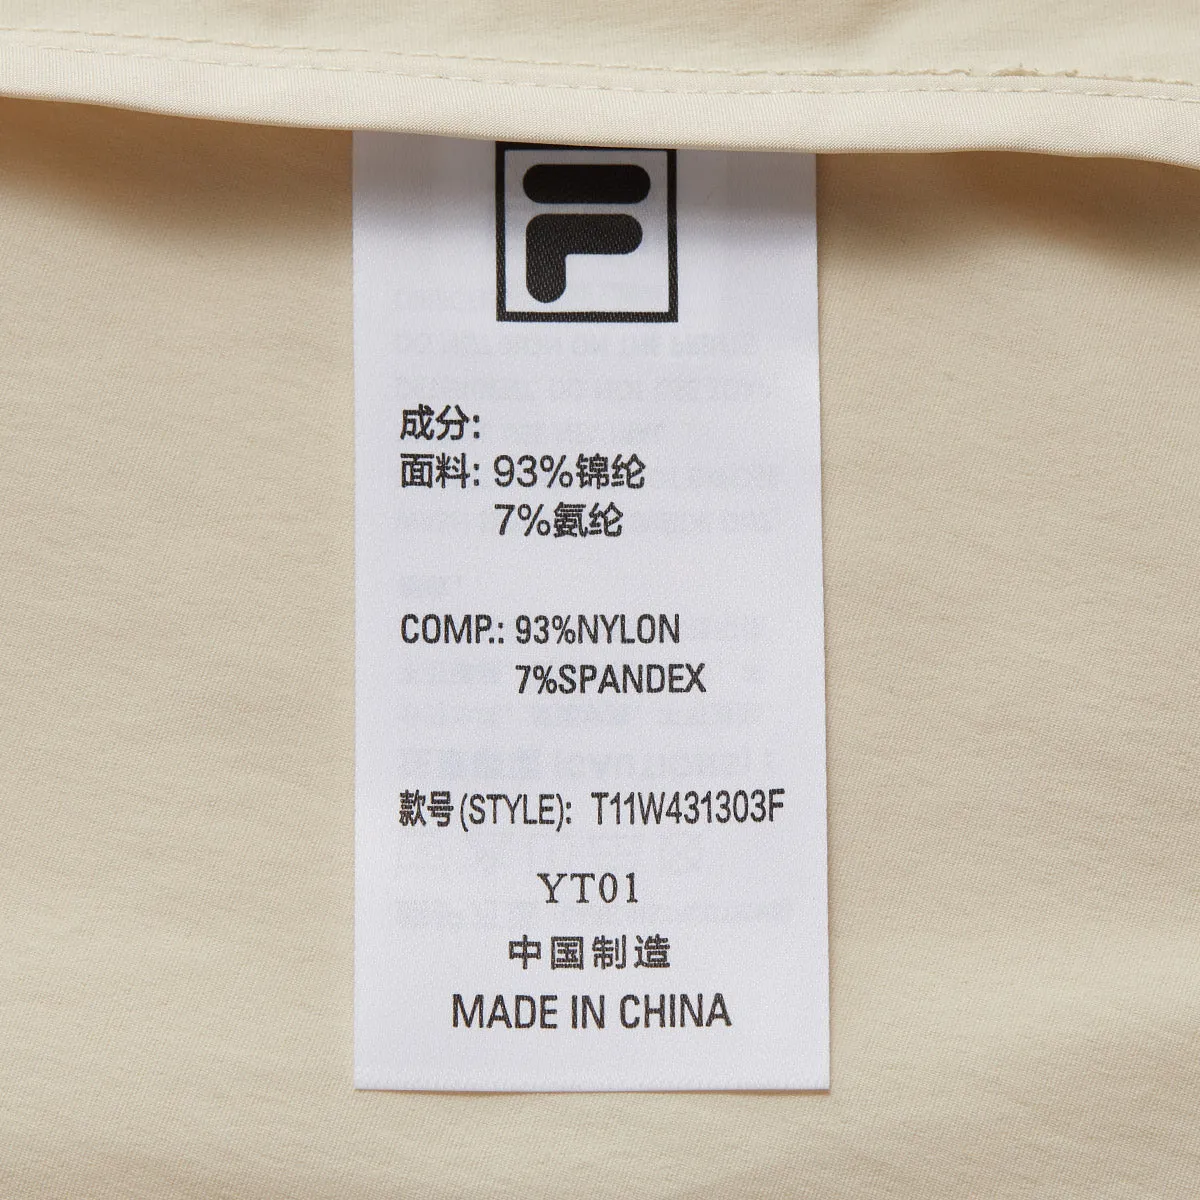 F
成分:
面料: 93%锦纶
7%氨纶
COMP.: 93%NYLON
7%SPANDEX
款号(STYLE): T11W431303F
YT01
中国制造
MADE IN CHINA